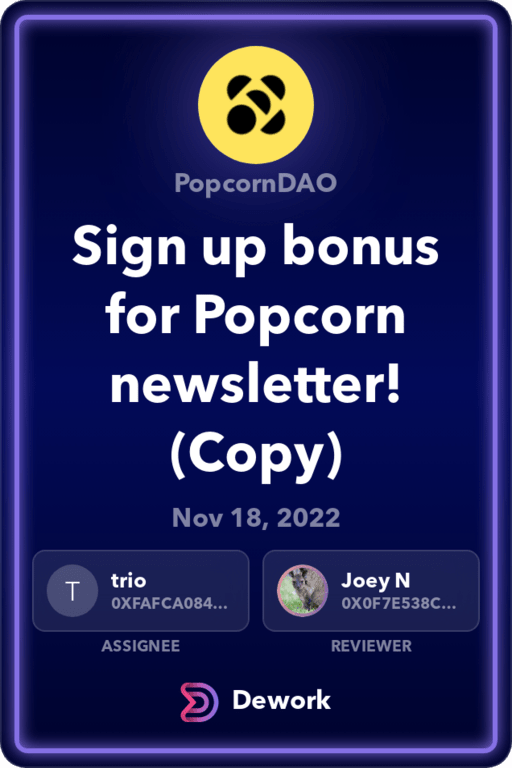 PopcornDAO
Sign up bonus
for Popcorn
newsletter!
(Copy)
Nov 18, 2022
T
trio
0XFAFCA084...
Joey N
0X0F7E538C...
ASSIGNEE
REVIEWER
Dework